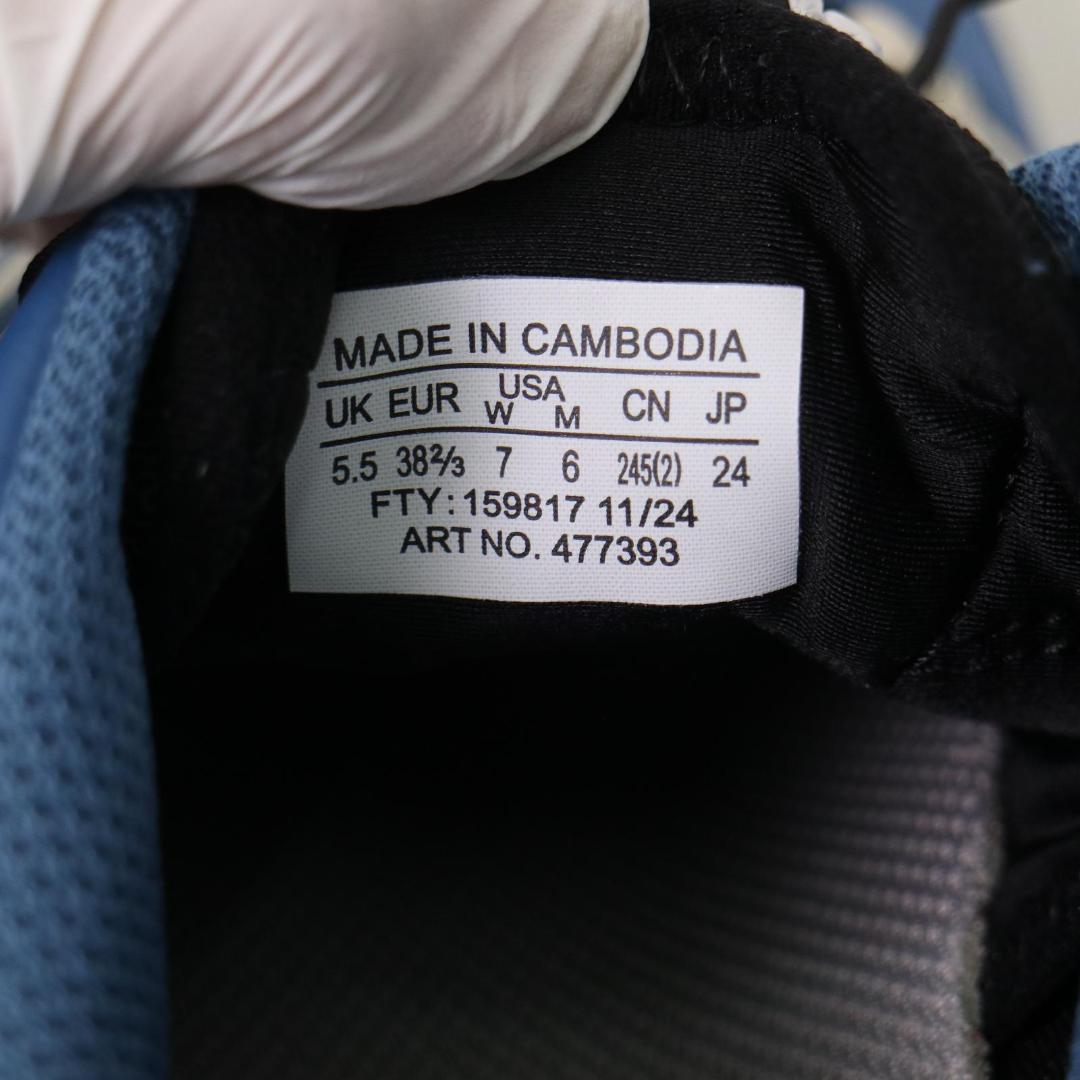 MADE IN CAMBODIA
UK EUR USA W M CN JP
5.5 38⅔ 7 6 245(2) 24
FTY: 159817 11/24
ART NO. 477393